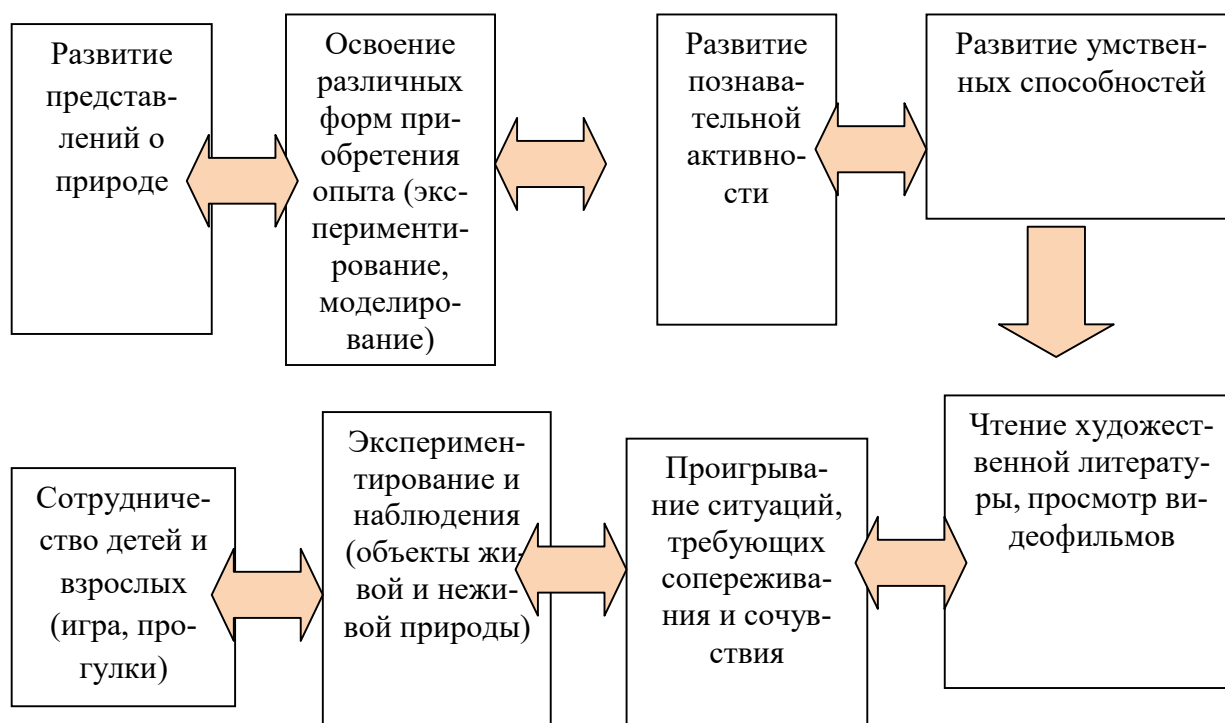 Развитие
представ-
лений о
природе
Освоение
различных
форм при-
обретения
опыта (экс-
перименти-
рование,
моделиро-
вание)
Развитие
познава-
тельной
активно-
сти
Развитие умствен-
ных способностей
Сотрудниче-
ство детей и
взрослых
(игра, про-
гулки)
Эксперимен-
тирование и
наблюдения
(объекты жи-
вой и нежи-
вой природы)
Проигрыва-
ние ситуаций,
требующих
сопережива-
ния и сочув-
ствия
Чтение художест-
венной литерату-
ры, просмотр ви-
деофильмов